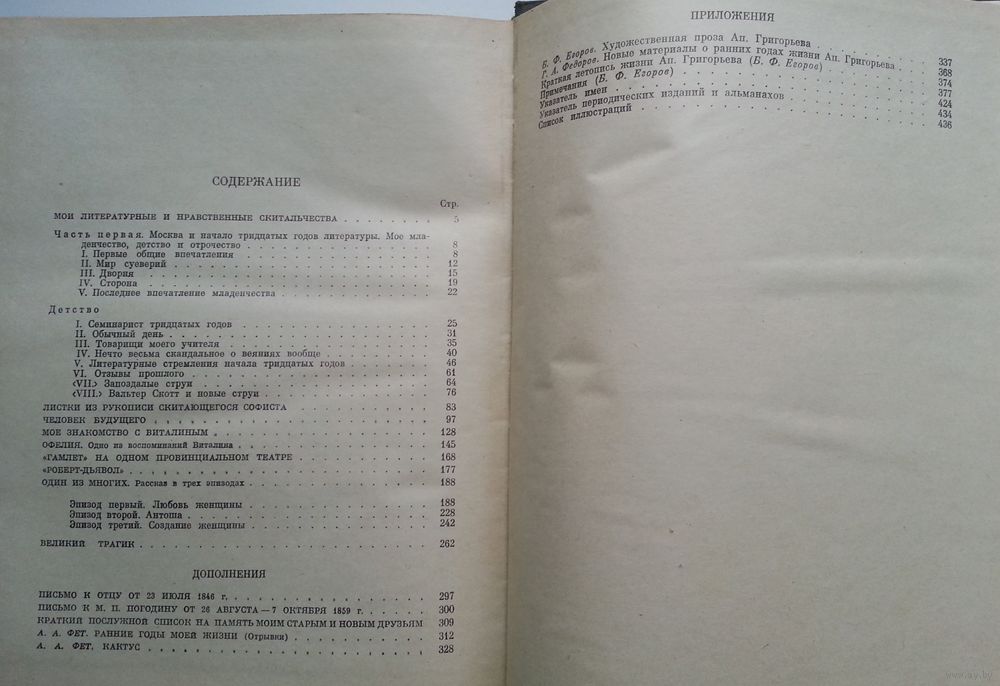 СОДЕРЖАНИЕ
Стр.
МОИ ЛИТЕРАТУРНЫЕ И НРАВСТВЕННЫЕ СКИТАЛЬЧЕСТВА . . . . . . . . 5
Часть первая. Москва и начало тридцатых годов литературы. Мое мла-
денчество, детство и отрочество . . . . . . . . . . . . . . . . 8
I. Первые общие впечатления . . . . . . . . . . . . . . . . 8
II. Мир суеверий . . . . . . . . . . . . . . . . 12
III. Дворня . . . . . . . . . . . . . . . . 15
IV. Сторона . . . . . . . . . . . . . . . . 19
V. Последнее впечатление младенчества . . . . . . . . . . . . 22
Детство
I. Семинарист тридцатых годов . . . . . . . . . . . . . . 25
II. Обычный день . . . . . . . . . . . . . . . . 31
III. Товарищи моего учителя . . . . . . . . . . . . . . 35
IV. Нечто весьма скандальное о веяниях вообще . . . . . . . . 40
V. Литературные стремления начала тридцатых годов . . . . . . . 46
VI. Отзывы прошлого . . . . . . . . . . . . . . . . 61
<VII.> Запоздалые струи . . . . . . . . . . . . . . . . 64
<VIII.> Вальтер Скотт и новые струи . . . . . . . . . . . . 76
ЛИСТКИ ИЗ РУКОПИСИ СКИТАЮЩЕГОСЯ СОФИСТА . . . . . . . . . . 83
ЧЕЛОВЕК БУДУЩЕГО . . . . . . . . . . . . . . . . 97
МОЕ ЗНАКОМСТВО С ВИТАЛИНЫМ . . . . . . . . . . . . . . 128
ОФЕЛИЯ. Одно из воспоминаний Виталина . . . . . . . . . . . . 145
«ГАМЛЕТ» НА ОДНОМ ПРОВИНЦИАЛЬНОМ ТЕАТРЕ . . . . . . . . . . 168
«РОБЕРТ-ДЬЯВОЛ» . . . . . . . . . . . . . . . . 177
ОДИН ИЗ МНОГИХ. Рассказ в трех эпизодах . . . . . . . . . . . . 188
Эпизод первый. Любовь женщины . . . . . . . . . . . . . . 188
Эпизод второй. Антоша . . . . . . . . . . . . . . . . 228
Эпизод третий. Создание женщины . . . . . . . . . . . . . . 242
ВЕЛИКИЙ ТРАГИК . . . . . . . . . . . . . . . . 262
ДОПОЛНЕНИЯ
ПИСЬМО К ОТЦУ ОТ 23 ИЮЛЯ 1846 г. . . . . . . . . . . . . . . 297
ПИСЬМО К М. П. ПОГОДИНУ ОТ 26 АВГУСТА—7 ОКТЯБРЯ 1859 г. . . . . . 300
КРАТКИЙ ПОСЛУЖНОЙ СПИСОК НА ПАМЯТЬ МОИМ СТАРЫМ И НОВЫМ ДРУЗЬЯМ 309
А. А. ФЕТ. РАННИЕ ГОДЫ МОЕЙ ЖИЗНИ (Отрывки) . . . . . . . . . . 312
А. А. ФЕТ. КАКТУС . . . . . . . . . . . . . . . . 328
ПРИЛОЖЕНИЯ
Б. Ф. Егоров. Художественная проза Ап. Григорьева . . . . . . . . 337
Г. А. Федоров. Новые материалы о ранних годах жизни Ап. Григорьева . . 368
Краткая летопись жизни Ап. Григорьева (Б. Ф. Егоров) . . . . . . . 374
Примечания (Б. Ф. Егоров) . . . . . . . . . . . . . . 377
Указатель имен . . . . . . . . . . . . . . . . 424
Указатель периодических изданий и альманахов . . . . . . . . . . 434
Список иллюстраций . . . . . . . . . . . . . . . . 436
www.ay.by